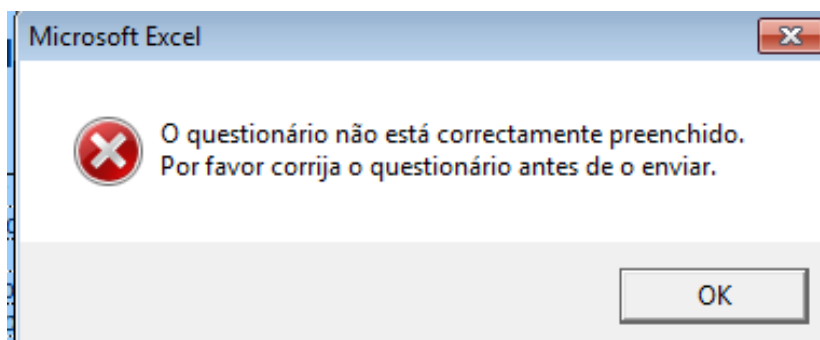 Microsoft Excel
O questionário não está correctamente preenchido.
Por favor corrija o questionário antes de o enviar.
OK